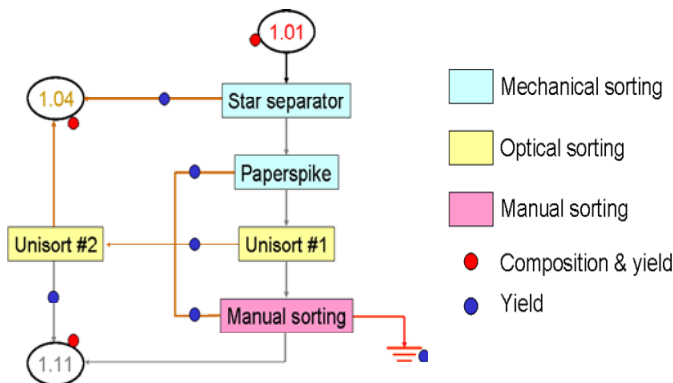 1.01
1.04
Star separator
Paperspike
Unisort #2
Unisort #1
Manual sorting
1.11
Mechanical sorting
Optical sorting
Manual sorting
Composition & yield
Yield